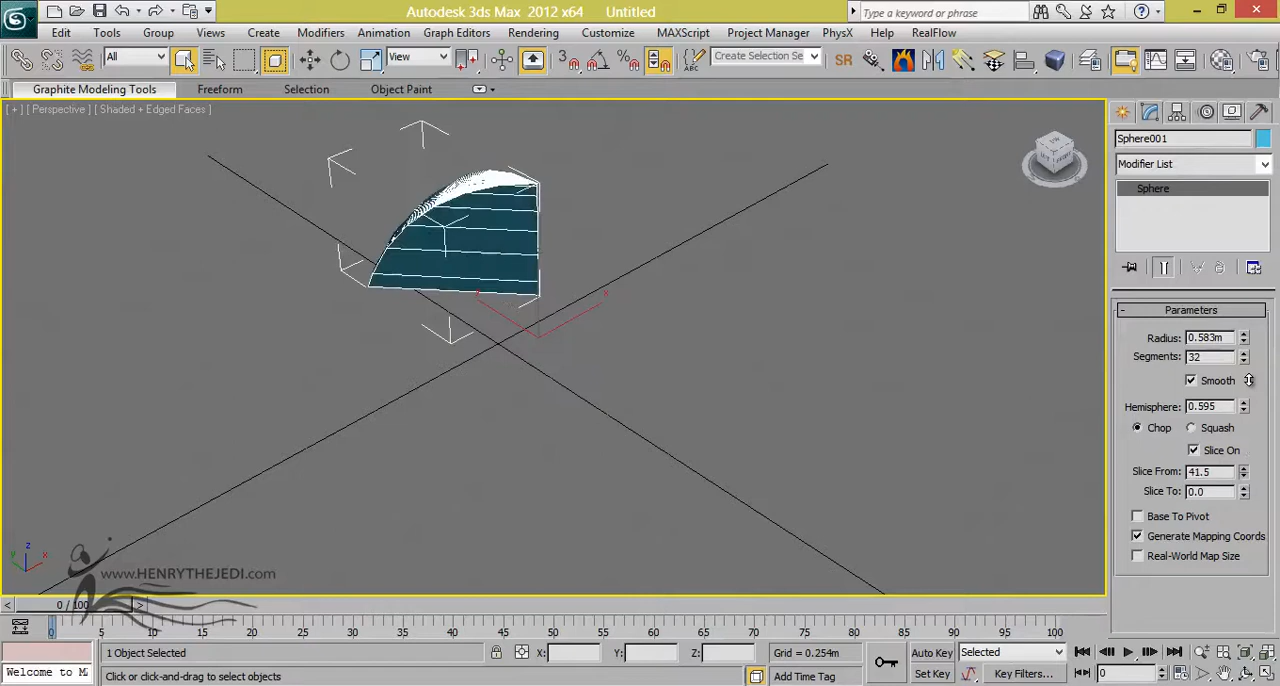 Autodesk 3ds Max 2012 x64 Untitled
Type a keyword or phrase
Edit Tools Group Views Create Modifiers Animation Graph Editors Rendering Customize MAXScript Project Manager PhysX Help RealFlow
All View 3 Create Selection Se SR
Graphite Modeling Tools Freeform Selection Object Paint
[ + ] [ Perspective ] [ Shaded + Edged Faces ]
Sphere001
Modifier List
Sphere
- Parameters
Radius: 0.583m
Segments: 32
Smooth
Hemisphere: 0.595
Chop Squash
Slice On
Slice From: 41.5
Slice To: 0.0
Base To Pivot
Generate Mapping Coords
Real-World Map Size
z
y x
x
www.HENRYTHEJEDI.com
< 0 / 100 >
0 5 10 15 20 25 30 35 40 45 50 55 60 65 70 75 80 85 90 95 100
1 Object Selected X: Y: Z: Grid = 0.254m Auto Key Selected
Welcome to M Click or click-and-drag to select objects Add Time Tag Set Key Key Filters... 0